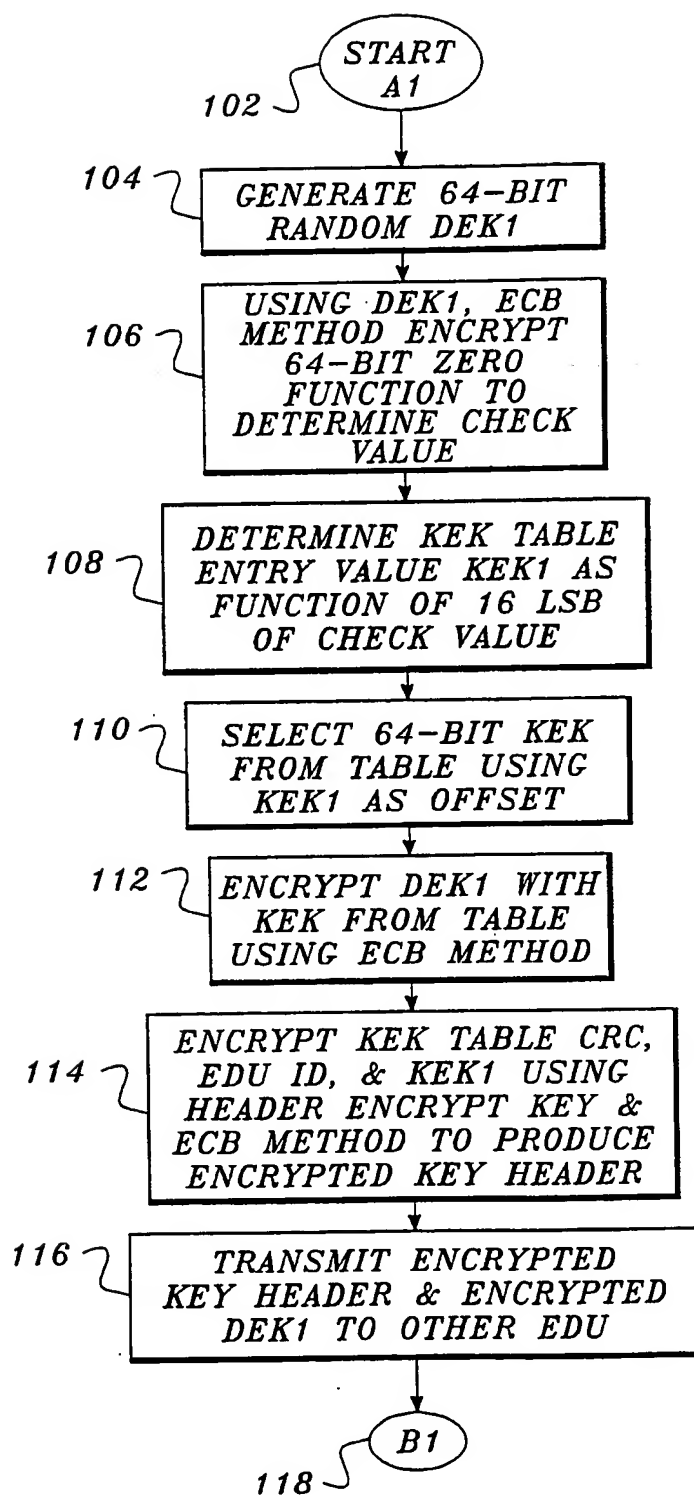 START
A1
102
104
GENERATE 64-BIT
RANDOM DEK1
106
USING DEK1, ECB
METHOD ENCRYPT
64-BIT ZERO
FUNCTION TO
DETERMINE CHECK
VALUE
108
DETERMINE KEK TABLE
ENTRY VALUE KEK1 AS
FUNCTION OF 16 LSB
OF CHECK VALUE
110
SELECT 64-BIT KEK
FROM TABLE USING
KEK1 AS OFFSET
112
ENCRYPT DEK1 WITH
KEK FROM TABLE
USING ECB METHOD
114
ENCRYPT KEK TABLE CRC,
EDU ID, & KEK1 USING
HEADER ENCRYPT KEY &
ECB METHOD TO PRODUCE
ENCRYPTED KEY HEADER
116
TRANSMIT ENCRYPTED
KEY HEADER & ENCRYPTED
DEK1 TO OTHER EDU
B1
118